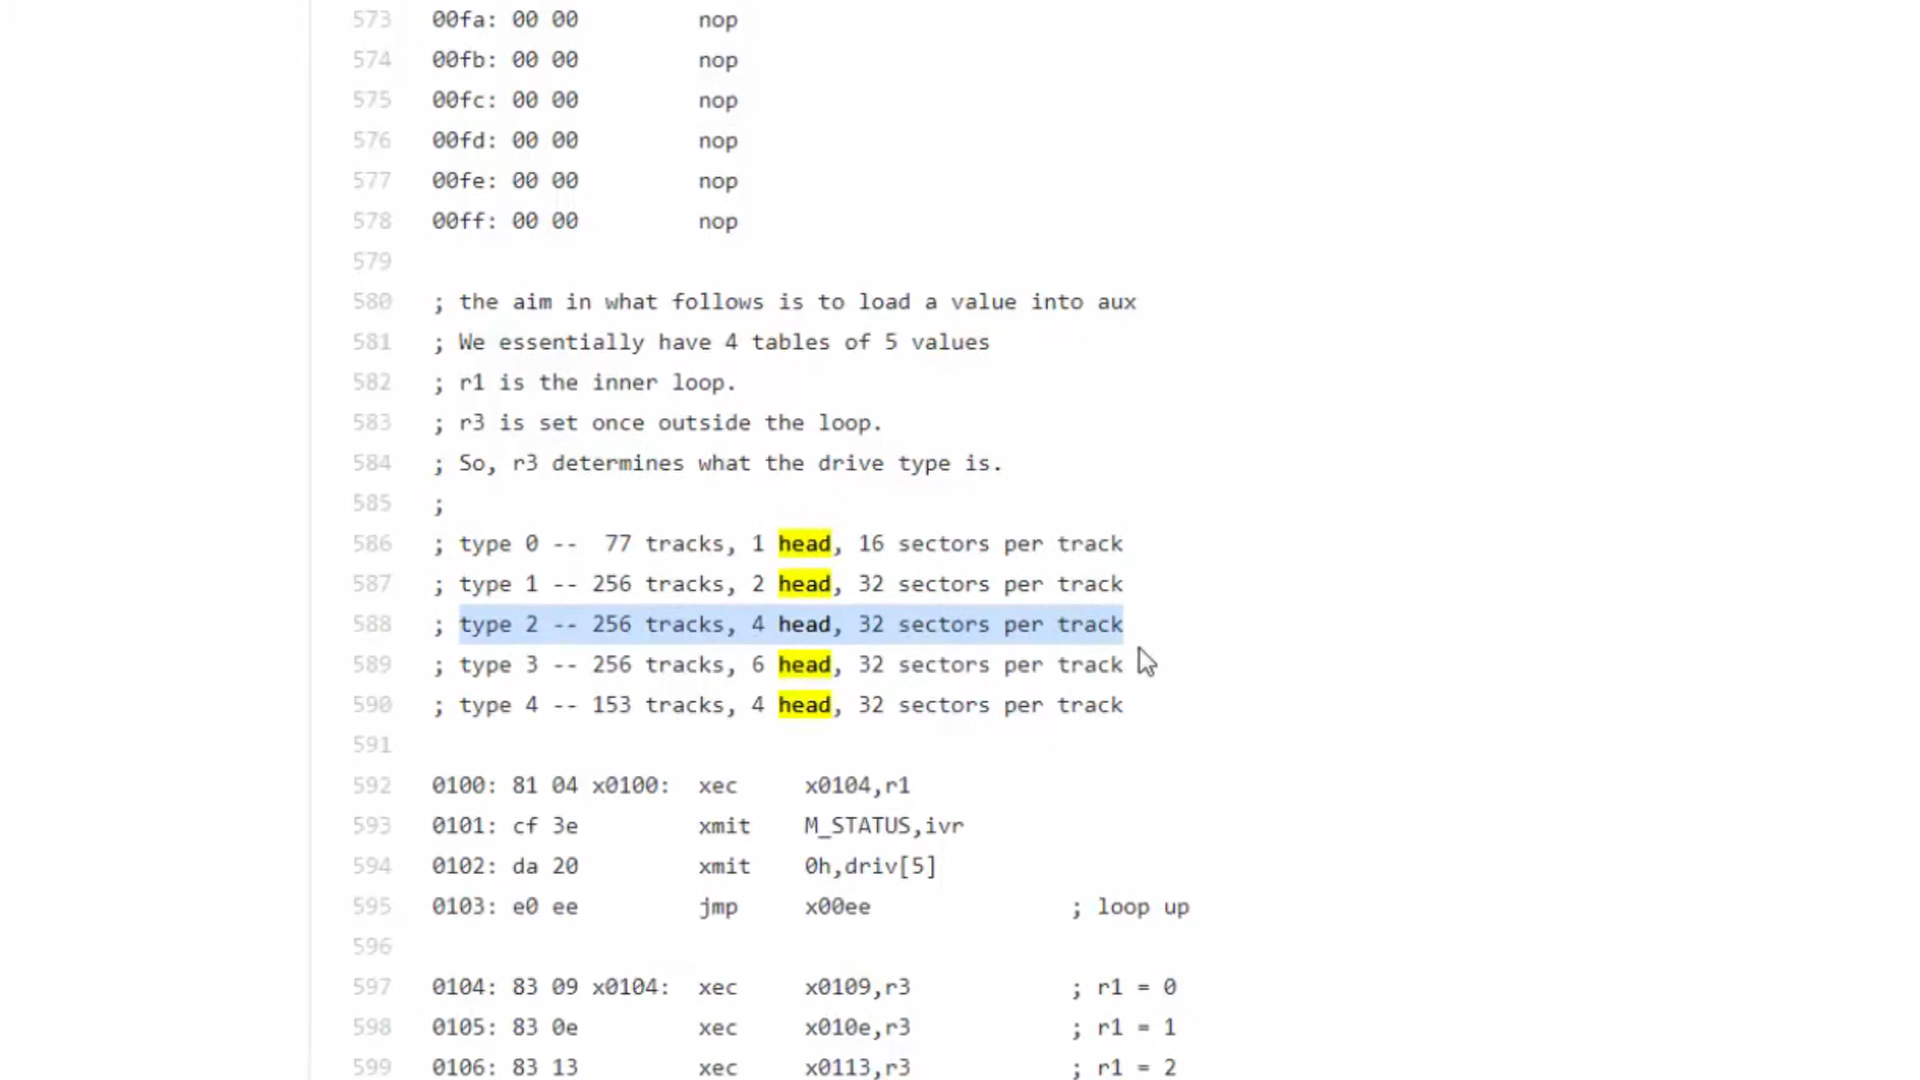 573 00fa: 00 00 nop
574 00fb: 00 00 nop
575 00fc: 00 00 nop
576 00fd: 00 00 nop
577 00fe: 00 00 nop
578 00ff: 00 00 nop
579
580 ; the aim in what follows is to load a value into aux
581 ; We essentially have 4 tables of 5 values
582 ; r1 is the inner loop.
583 ; r3 is set once outside the loop.
584 ; So, r3 determines what the drive type is.
585 ;
586 ; type 0 -- 77 tracks, 1 head, 16 sectors per track
587 ; type 1 -- 256 tracks, 2 head, 32 sectors per track
588 ; type 2 -- 256 tracks, 4 head, 32 sectors per track
589 ; type 3 -- 256 tracks, 6 head, 32 sectors per track
590 ; type 4 -- 153 tracks, 4 head, 32 sectors per track
591
592 0100: 81 04 x0100: xec x0104,r1
593 0101: cf 3e xmit M_STATUS,ivr
594 0102: da 20 xmit 0h,driv[5]
595 0103: e0 ee jmp x00ee ; loop up
596
597 0104: 83 09 x0104: xec x0109,r3 ; r1 = 0
598 0105: 83 0e xec x010e,r3 ; r1 = 1
599 0106: 83 13 xec x0113,r3 ; r1 = 2